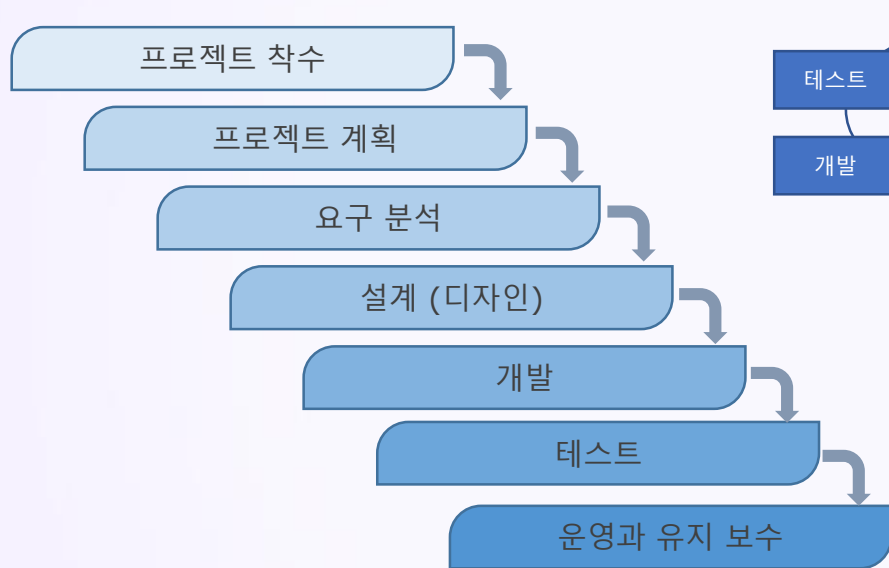 프로젝트 착수
프로젝트 계획
요구 분석
설계 (디자인)
개발
테스트
운영과 유지 보수
테스트
개발